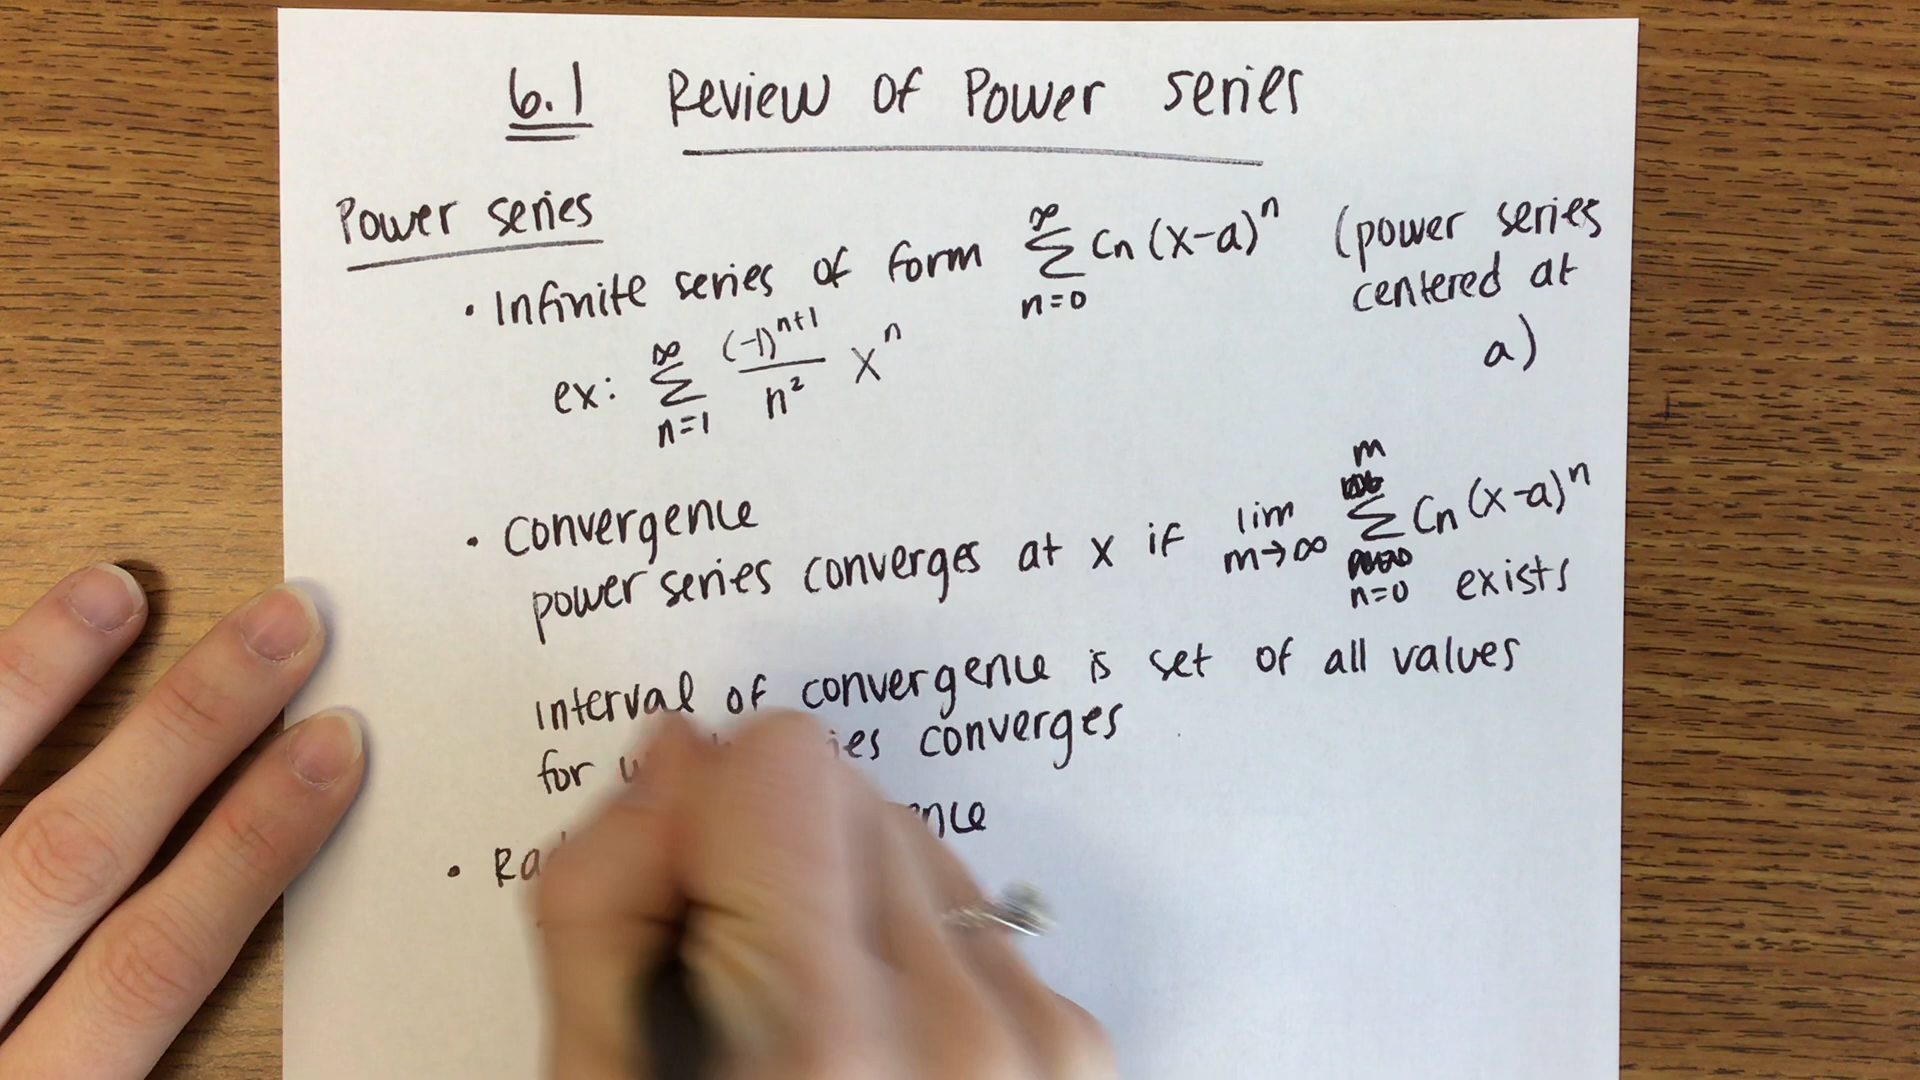 6.1 Review of Power series
Power series
• Infinite series of form ∑_{n=0}^{∞} Cn (x-a)^n (power series
centered at
a)
ex: ∑_{n=1}^{∞} (-1)^{n+1}/n² x^n
• Convergence
power series converges at x if lim_{m→∞} ∑_{n=0}^{m} Cn (x-a)^n
exists
interval of convergence is set of all values
for converges
•